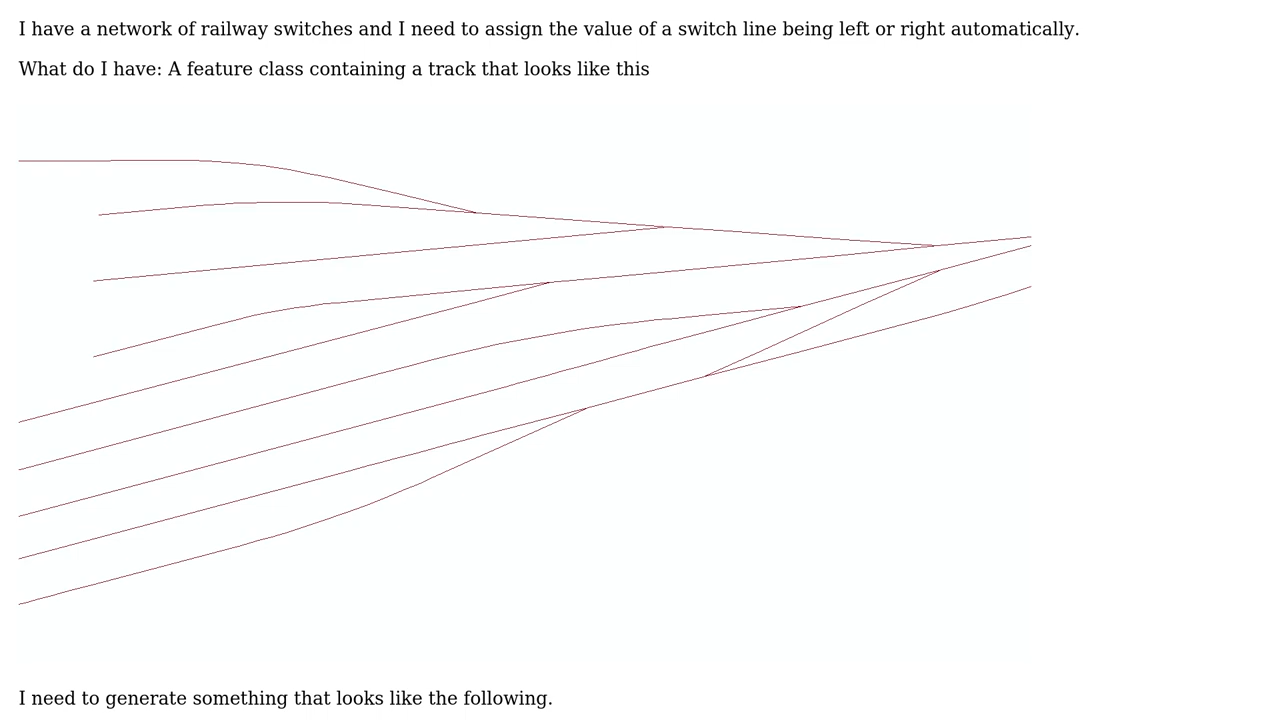 I have a network of railway switches and I need to assign the value of a switch line being left or right automatically.
What do I have: A feature class containing a track that looks like this
I need to generate something that looks like the following.